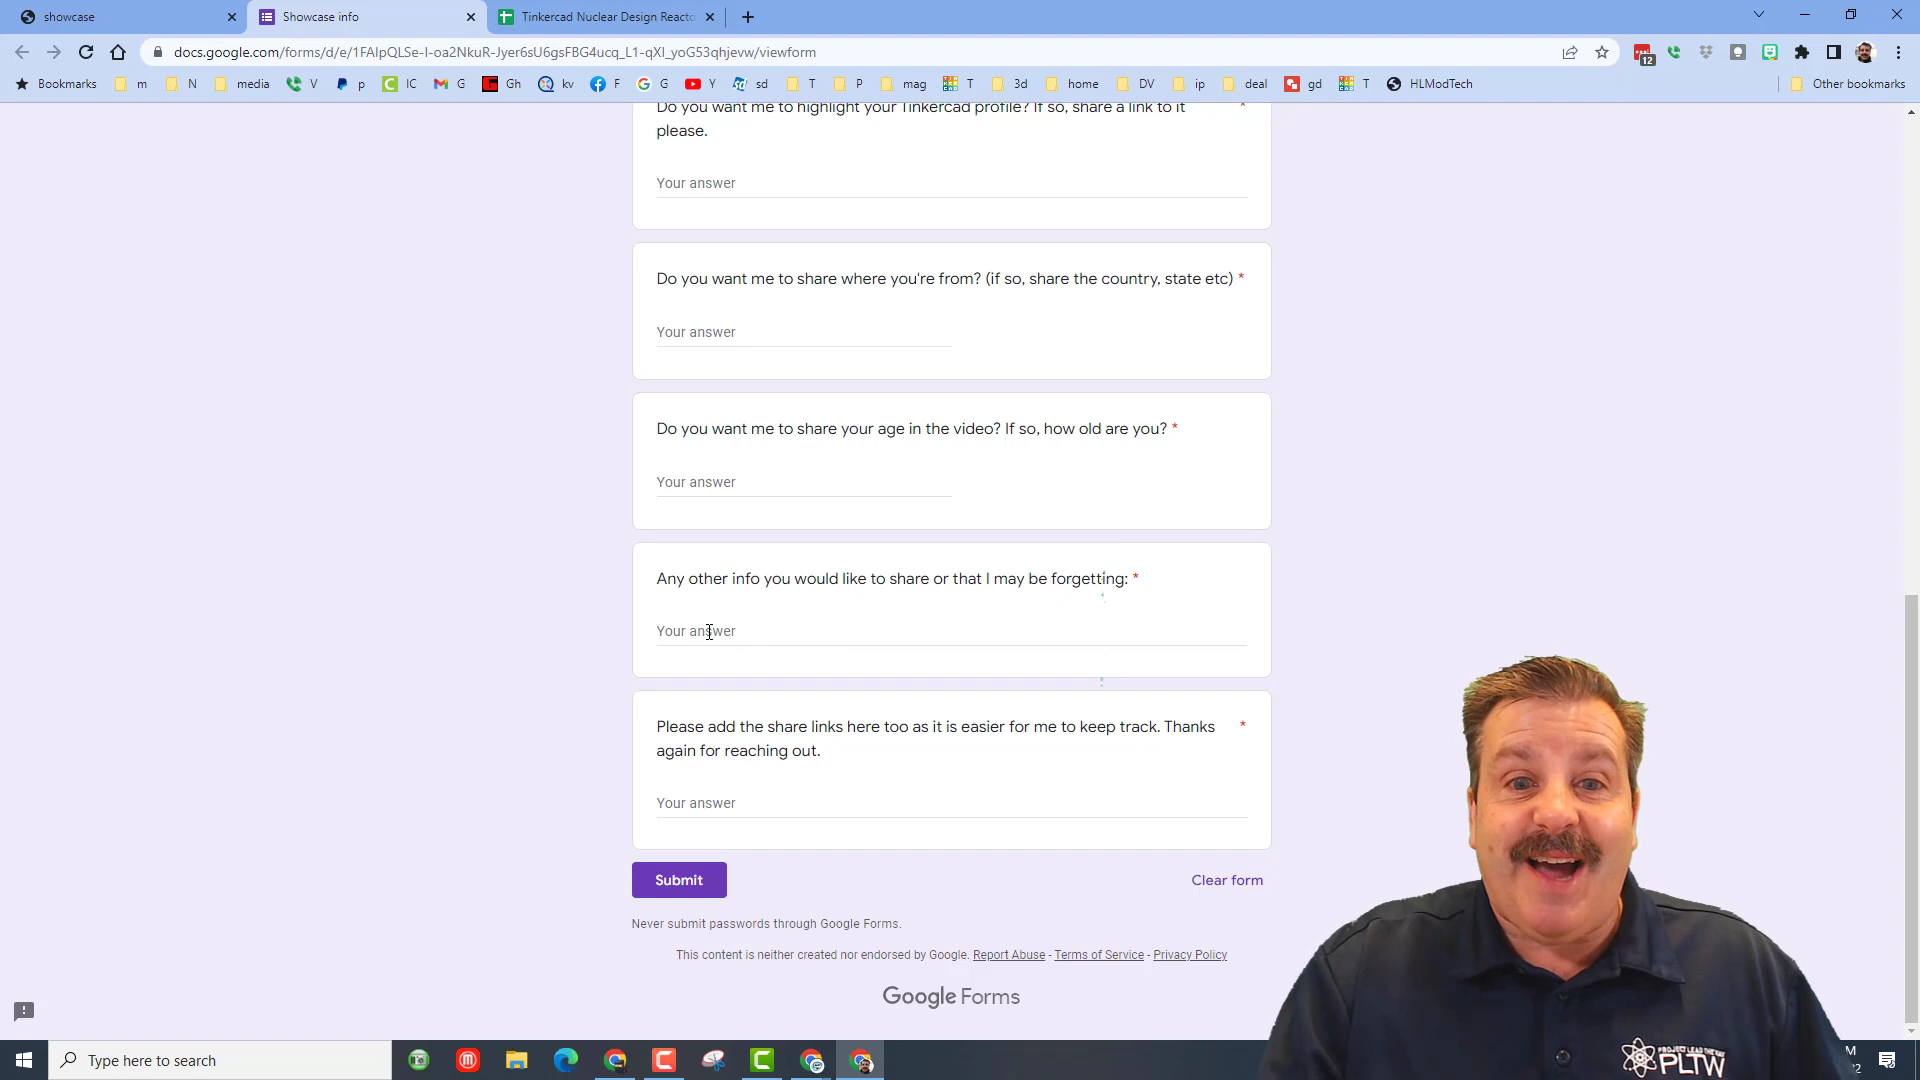 showcase
Showcase info
Tinkercad Nuclear Design Reacto
docs.google.com/forms/d/e/1FAIpQLSe-I-oa2NkuR-Jyer6sU6gsFBG4ucq_L1-qXI_yoG53qhjevw/viewform
12
Bookmarks m N media V p IC G Gh kv F G Y sd T P mag T 3d home DV ip deal gd T HLModTech Other bookmarks
Do you want me to highlight your Tinkercad profile? If so, share a link to it *
please.
Your answer
Do you want me to share where you're from? (if so, share the country, state etc) *
Your answer
Do you want me to share your age in the video? If so, how old are you? *
Your answer
Any other info you would like to share or that I may be forgetting: *
Your answer
Please add the share links here too as it is easier for me to keep track. Thanks *
again for reaching out.
Your answer
Submit
Clear form
Never submit passwords through Google Forms.
This content is neither created nor endorsed by Google. Report Abuse - Terms of Service - Privacy Policy
Google Forms
PROJECT LEAD THE WAY
PLTW
Type here to search